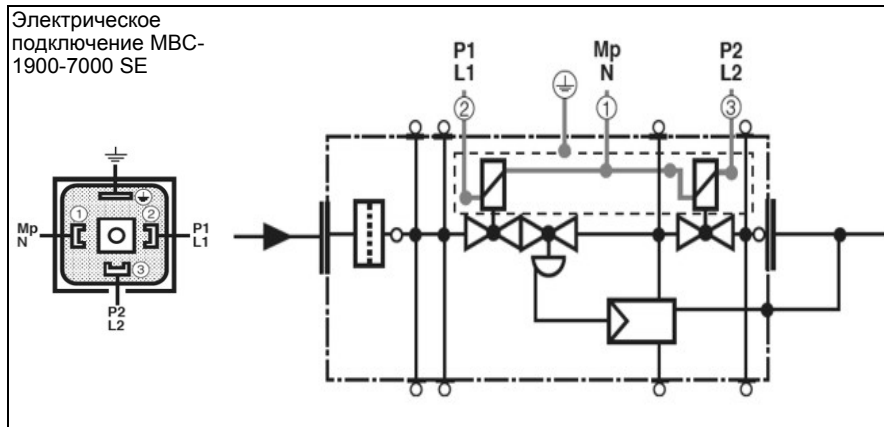 Электрическое
подключение МВС-
1900-7000 SE
P1
L1
Mp
N
P2
L2
2
1
3
1
2
Mp
N
P1
L1
3
P2
L2